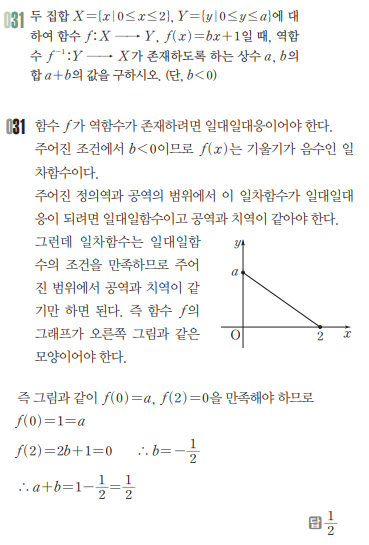 031 두 집합 X={x|0≤x≤2}, Y={y|0≤y≤a}에 대
하여 함수 f: X ⟶ Y, f(x)=bx+1일 때, 역함
수 f⁻¹: Y ⟶ X가 존재하도록 하는 상수 a, b의
합 a+b의 값을 구하시오. (단, b<0)
031 함수 f가 역함수가 존재하려면 일대일대응이어야 한다.
주어진 조건에서 b<0이므로 f(x)는 기울기가 음수인 일
차함수이다.
주어진 정의역과 공역의 범위에서 이 일차함수가 일대일대
응이 되려면 일대일함수이고 공역과 치역이 같아야 한다.
그런데 일차함수는 일대일함
수의 조건을 만족하므로 주어
진 범위에서 공역과 치역이 같
기만 하면 된다. 즉 함수 f의
그래프가 오른쪽 그림과 같은
모양이어야 한다.
y
a
O 2 x
즉 그림과 같이 f(0)=a, f(2)=0을 만족해야 하므로
f(0)=1=a
f(2)=2b+1=0 ∴ b=-1/2
∴ a+b=1-1/2=1/2
답 1/2